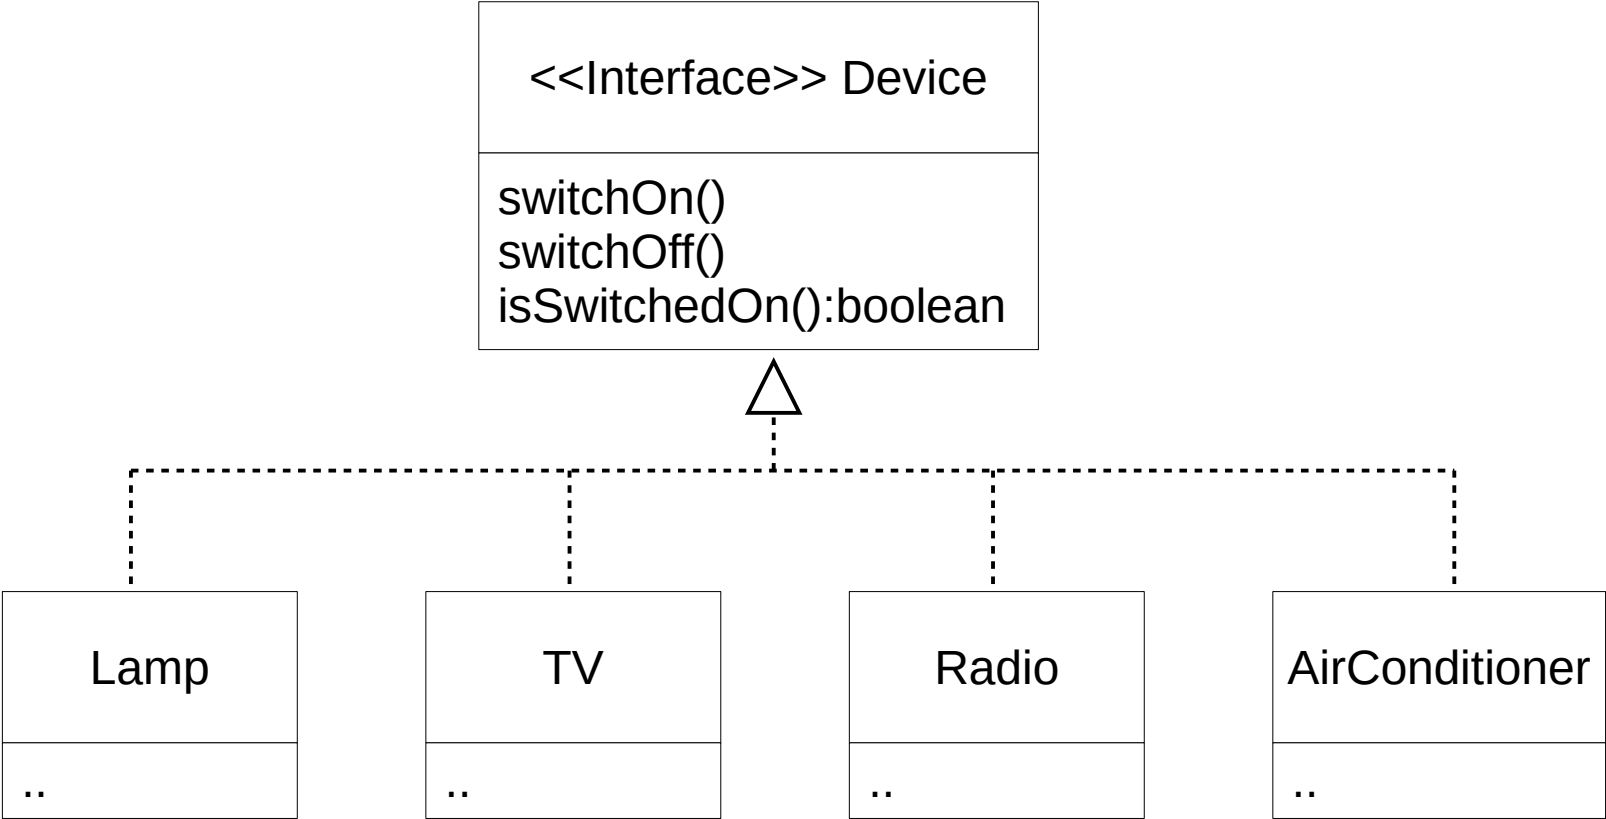 <<Interface>> Device
switchOn()
switchOff()
isSwitchedOn():boolean
Lamp
TV
Radio
AirConditioner
..
..
..
..